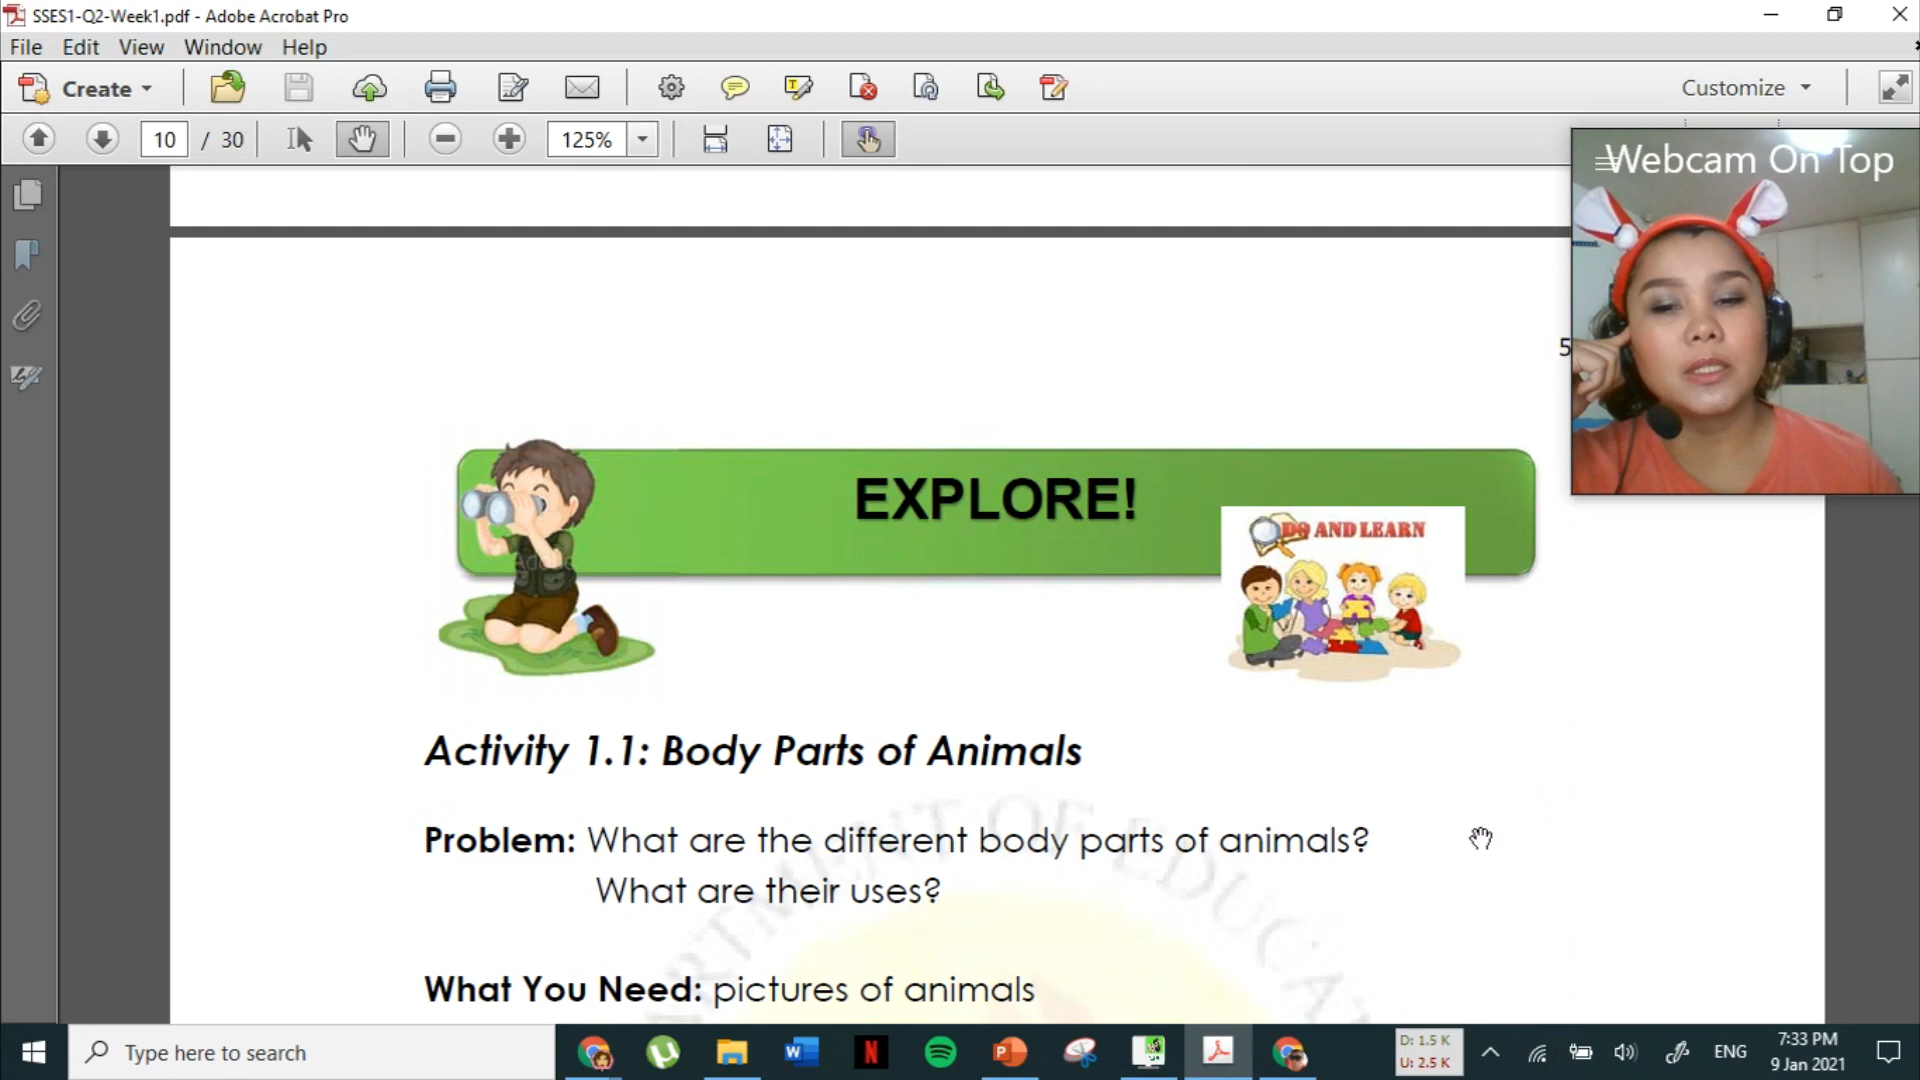 SSES1-Q2-Week1.pdf - Adobe Acrobat Pro
File Edit View Window Help
Create
Customize
10 / 30
125%
Webcam On Top
5
EXPLORE!
DO AND LEARN
Activity 1.1: Body Parts of Animals
Problem: What are the different body parts of animals?
What are their uses?
What You Need: pictures of animals
Type here to search
D: 1.5 K
U: 2.5 K
ENG
7:33 PM
9 Jan 2021